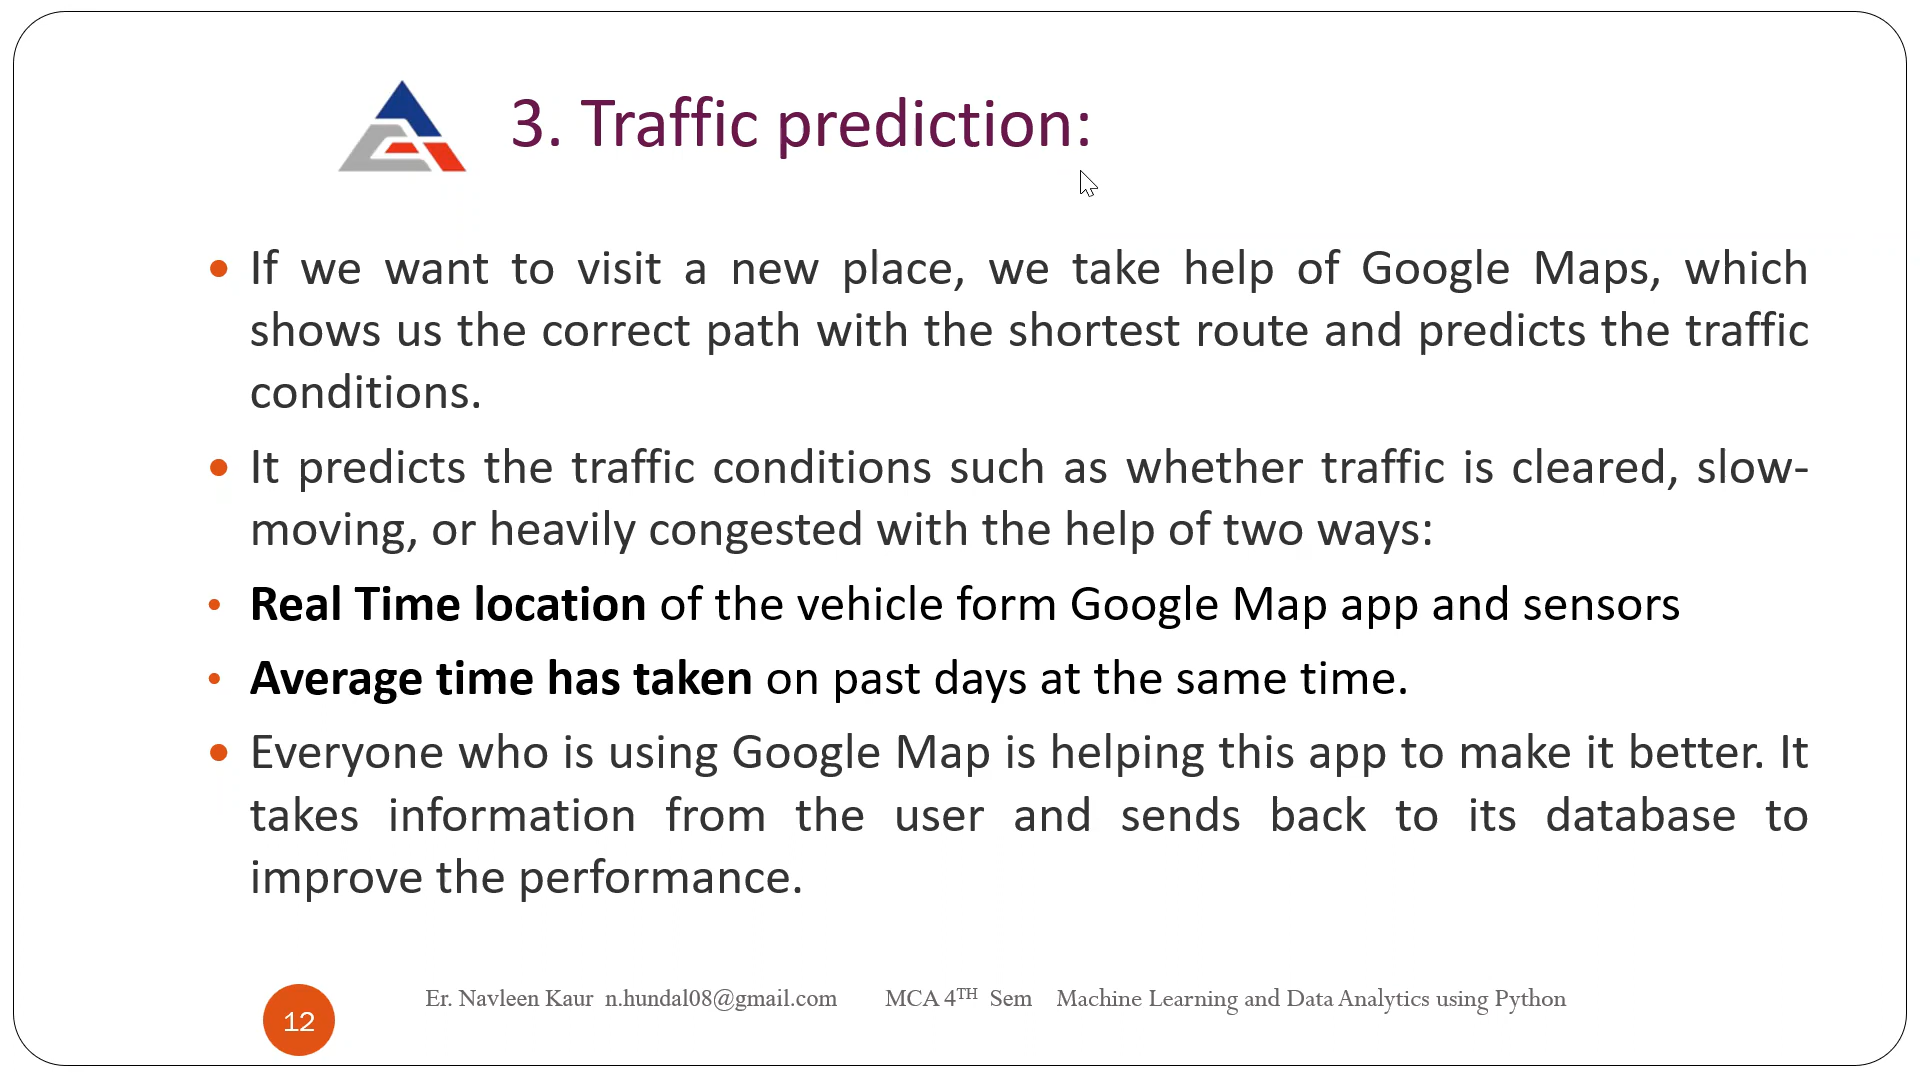 3. Traffic prediction:
• If we want to visit a new place, we take help of Google Maps, which
shows us the correct path with the shortest route and predicts the traffic
conditions.
• It predicts the traffic conditions such as whether traffic is cleared, slow-
moving, or heavily congested with the help of two ways:
• Real Time location of the vehicle form Google Map app and sensors
• Average time has taken on past days at the same time.
• Everyone who is using Google Map is helping this app to make it better. It
takes information from the user and sends back to its database to
improve the performance.
12 Er. Navleen Kaur n.hundal08@gmail.com MCA 4TH Sem Machine Learning and Data Analytics using Python